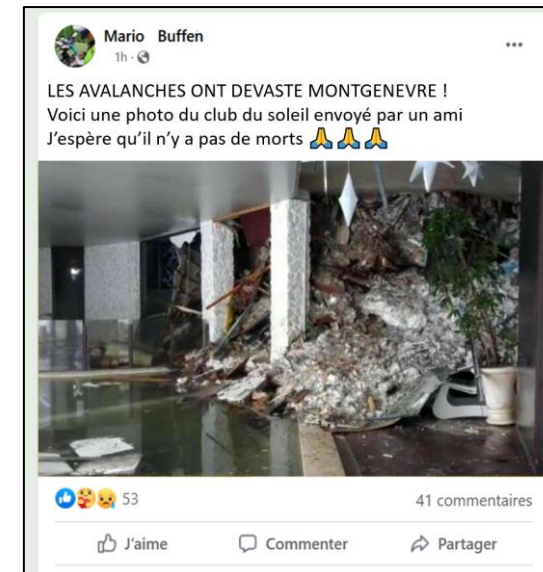 Mario Buffen
1h
LES AVALANCHES ONT DEVASTE MONTGENEVRE !
Voici une photo du club du soleil envoyé par un ami
J’espère qu’il n’y a pas de morts 🙏🙏🙏
53
41 commentaires
J’aime
Commenter
Partager